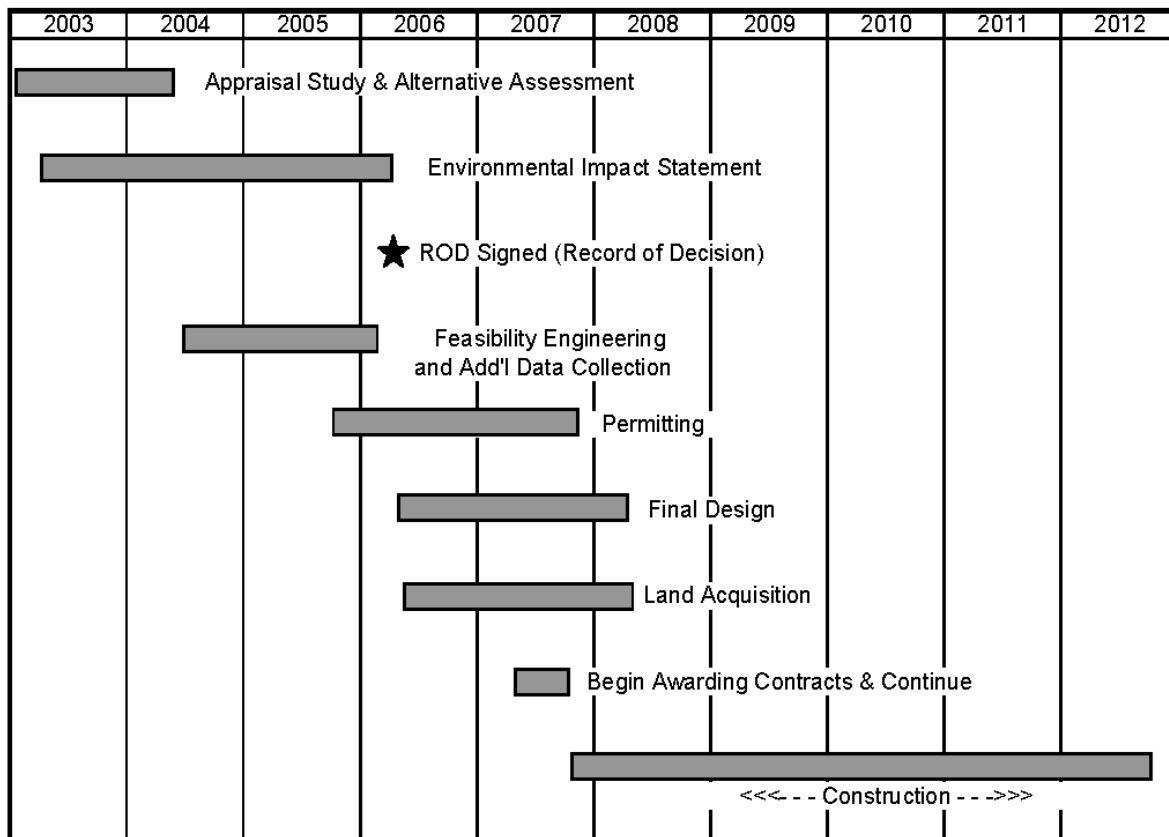 2003 2004 2005 2006 2007 2008 2009 2010 2011 2012
Appraisal Study & Alternative Assessment
Environmental Impact Statement
ROD Signed (Record of Decision)
Feasibility Engineering
and Add'l Data Collection
Permitting
Final Design
Land Acquisition
Begin Awarding Contracts & Continue
<<<- - - Construction - - ->>>